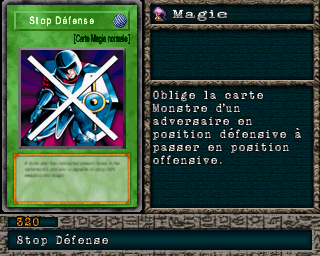 Stop Défense
[Carte Magie normale]
Magie
Oblige la carte
Monstre d'un
adversaire en
position défensive à
passer en position
offensive.
320
Stop Défense